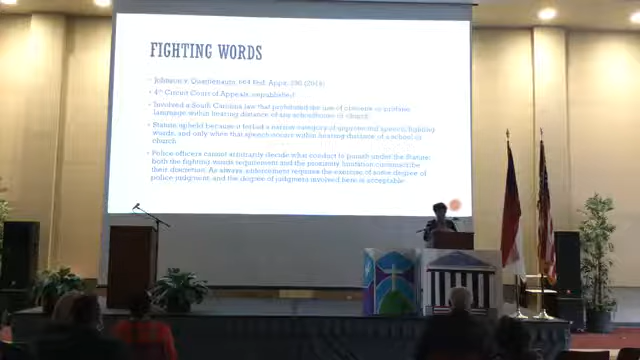 FIGHTING WORDS
Johnson v. Quattlebaum, 664 Fed. Appx. 290 (2016)
4th Circuit Court of Appeals, unpublished
Involved a South Carolina law that prohibited the use of obscene or profane
language within hearing distance of any schoolhouse or church
Statute upheld because it barred a narrow category of unprotected speech/fighting
words, and only when that speech occurs within hearing distance of a school or
church
Police officers cannot arbitrarily decide what conduct to punish under the Statute;
both the fighting words requirement and the proximity limitation constrain
their discretion. As always, enforcement requires the exercise of some degree of
police judgment, and the degree of judgment involved here is acceptable